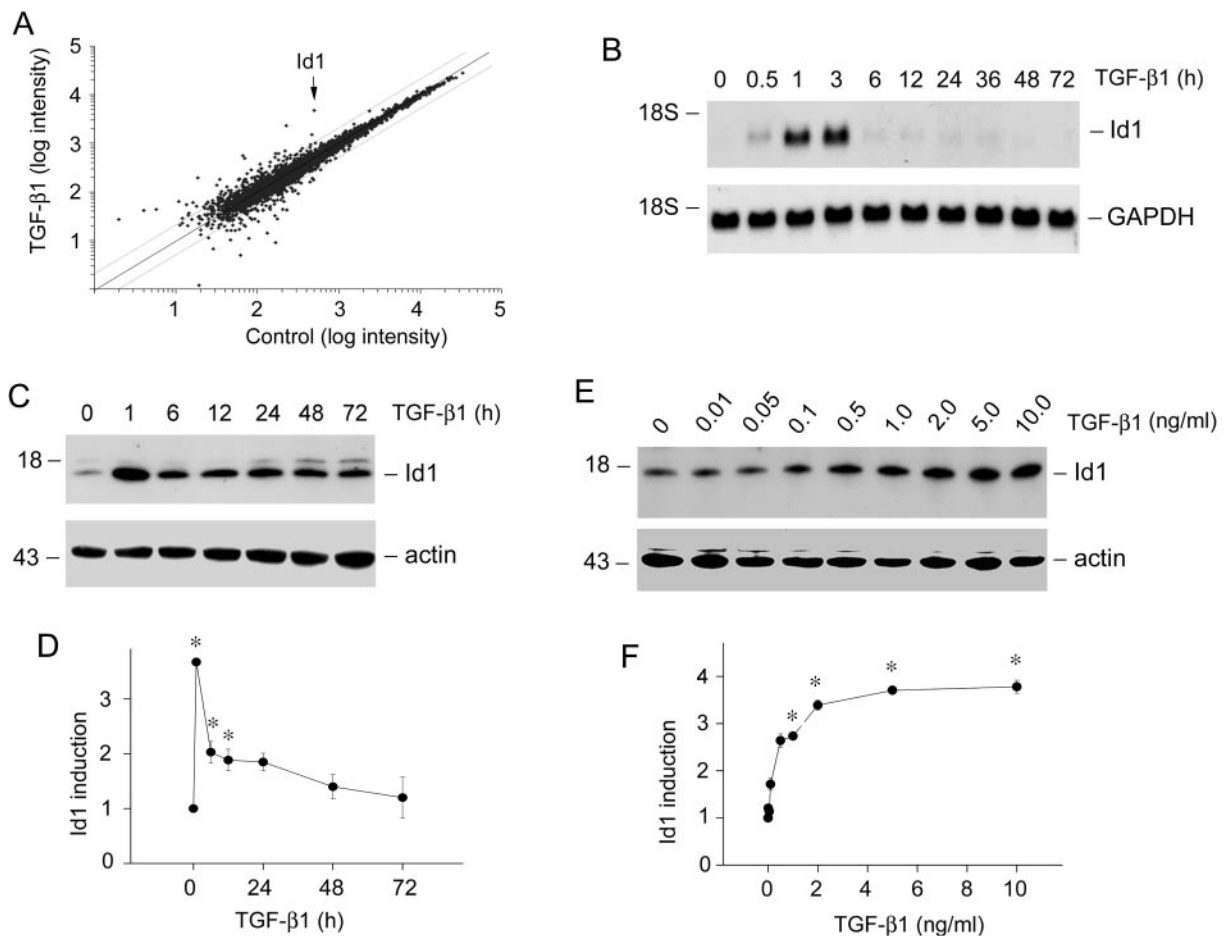 A
TGF-β1 (log intensity)
5
4
3
2
1
Id1
1 2 3 4 5
Control (log intensity)
B
0 0.5 1 3 6 12 24 36 48 72 TGF-β1 (h)
18S –
– Id1
18S –
– GAPDH
C
0 1 6 12 24 48 72 TGF-β1 (h)
18 –
– Id1
43 –
– actin
E
0 0.01 0.05 0.1 0.5 1.0 2.0 5.0 10.0 TGF-β1 (ng/ml)
18 –
– Id1
43 –
– actin
D
Id1 induction
3
2
1
0
* * *
0 24 48 72
TGF-β1 (h)
F
Id1 induction
4
3
2
1
0
* * * *
0 2 4 6 8 10
TGF-β1 (ng/ml)